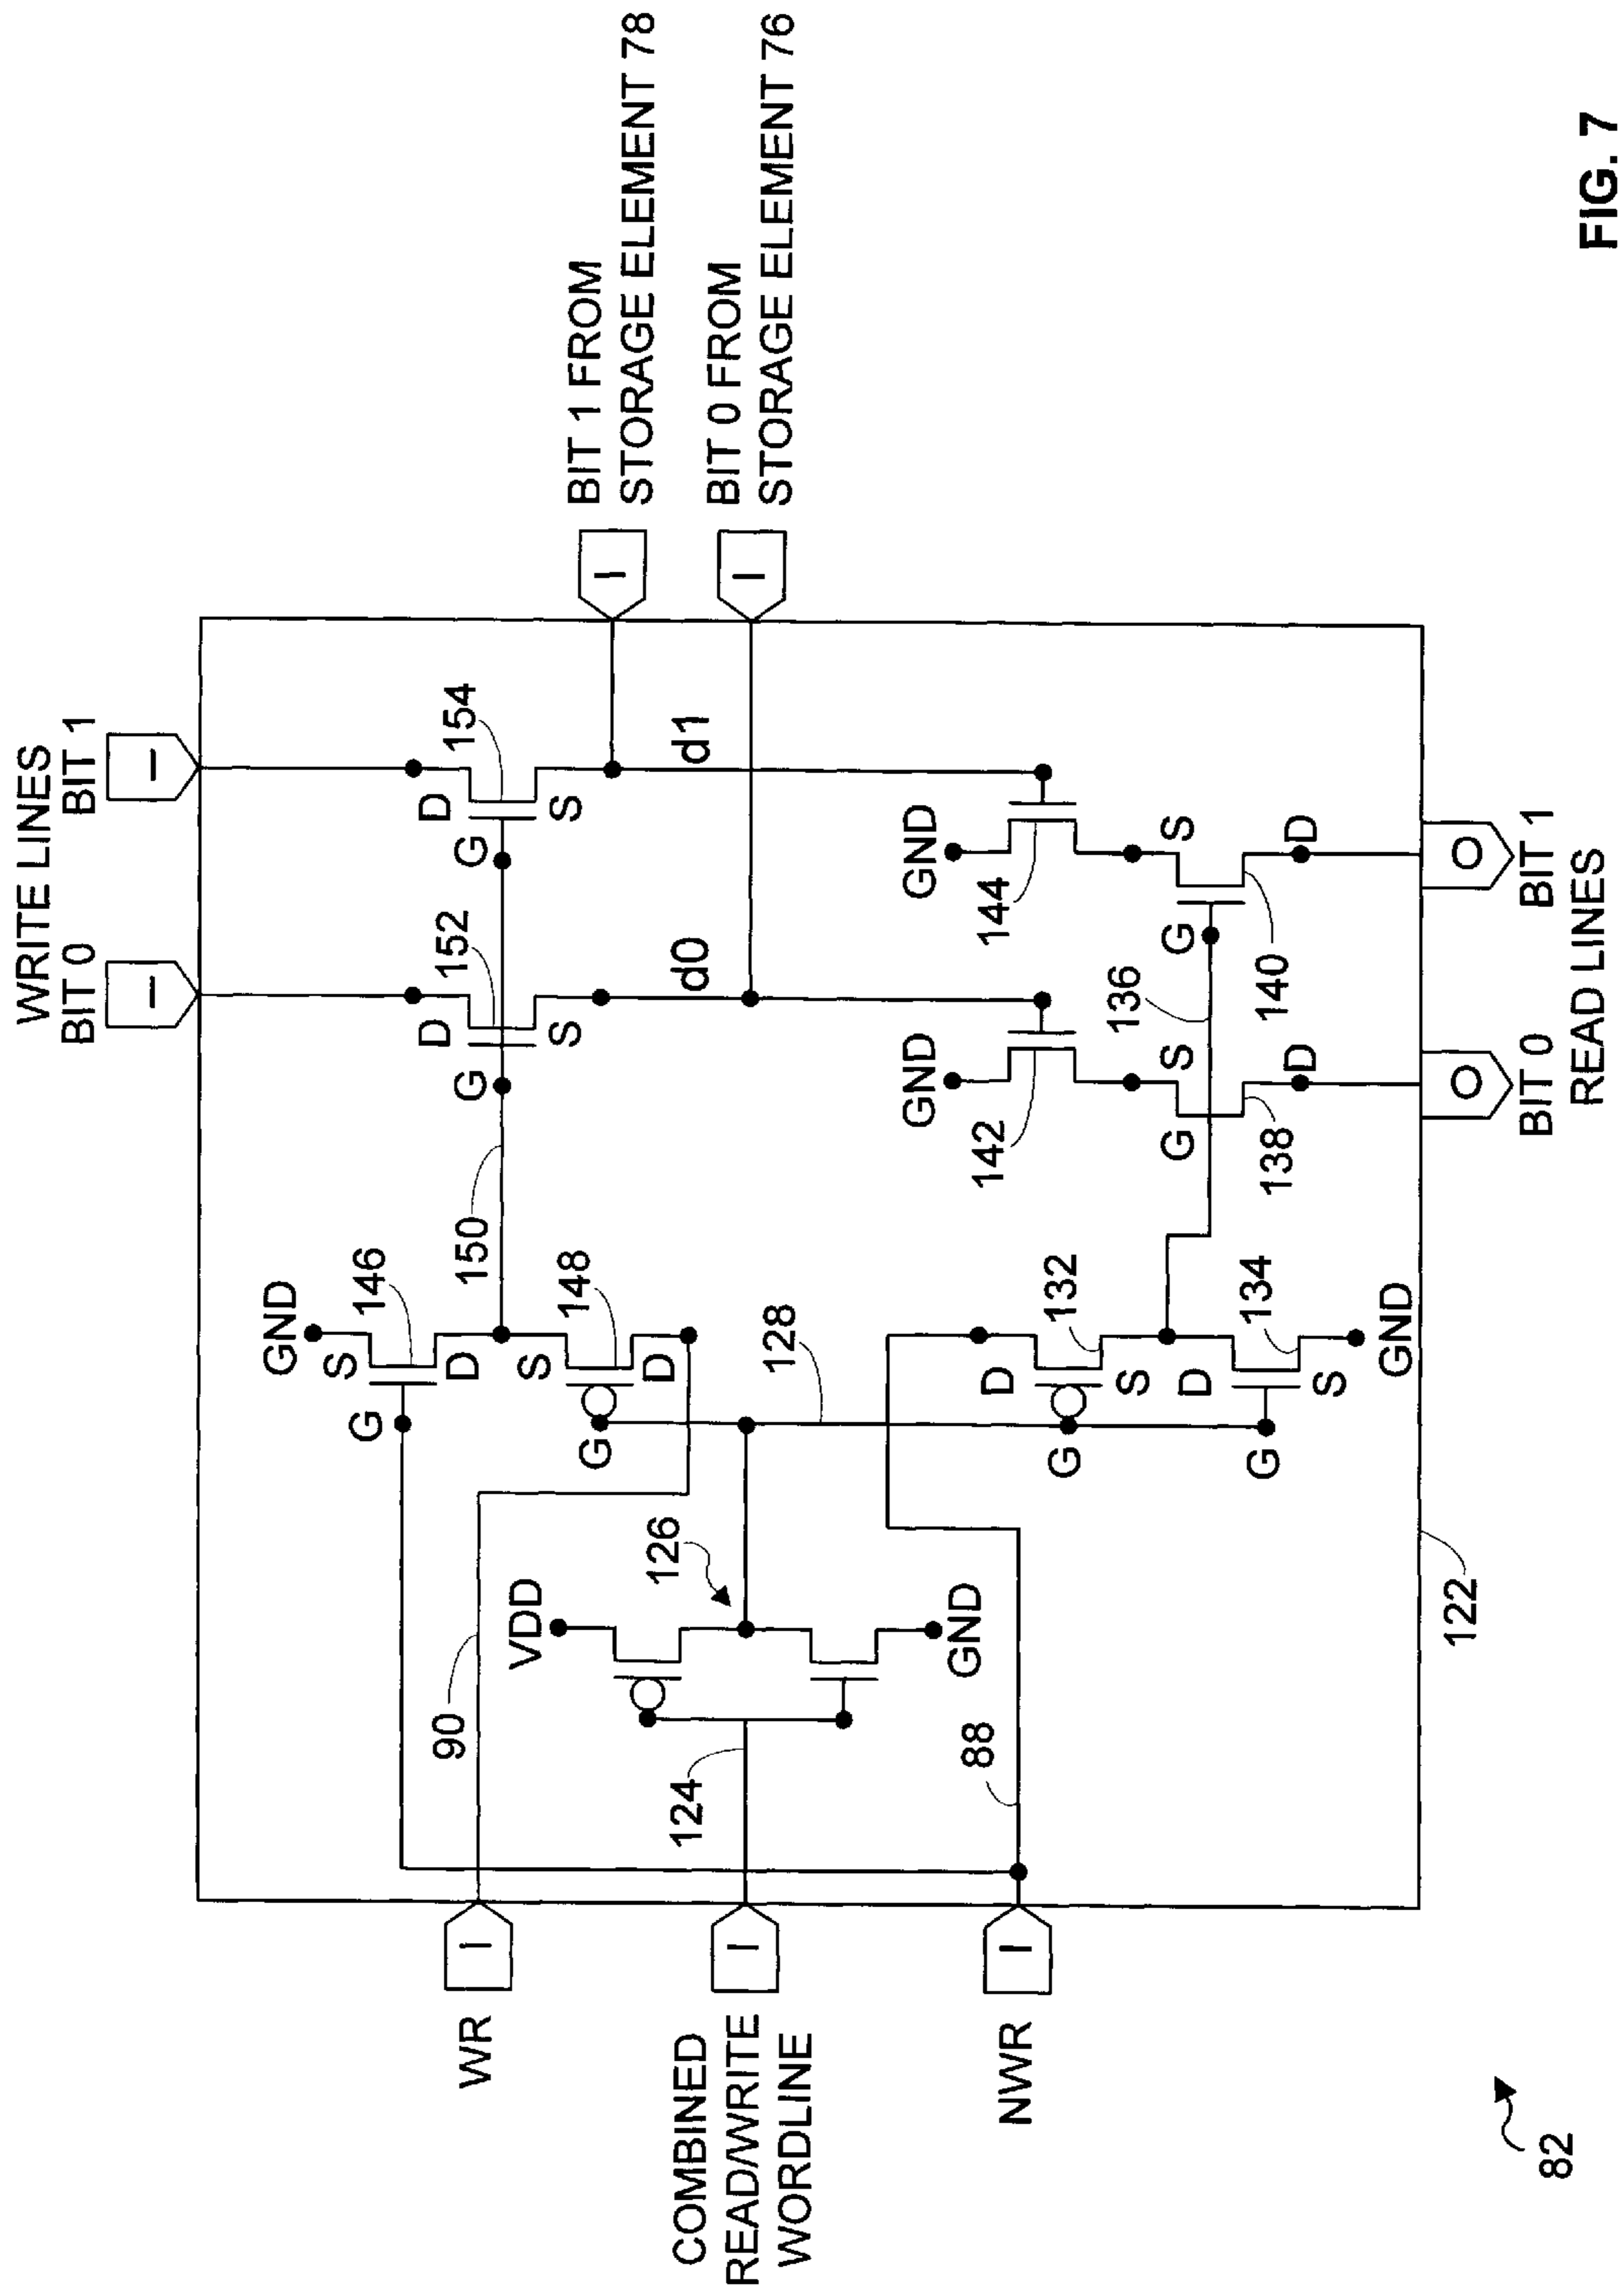 WRITE LINES
BIT 0
BIT 1
I
I
D
152
G
S
D
154
G
S
d0
d1
I
BIT 1 FROM
STORAGE ELEMENT 78
I
BIT 0 FROM
STORAGE ELEMENT 76
GND
146
S
G
D
150
S
148
G
D
WR
I
90
VDD
126
GND
COMBINED
READ/WRITE
WORDLINE
I
124
128
NWR
I
88
D
132
G
S
D
134
G
S
GND
GND
142
GND
144
136
S
G
138
D
S
G
140
D
O
O
BIT 0
BIT 1
READ LINES
122
82
FIG. 7